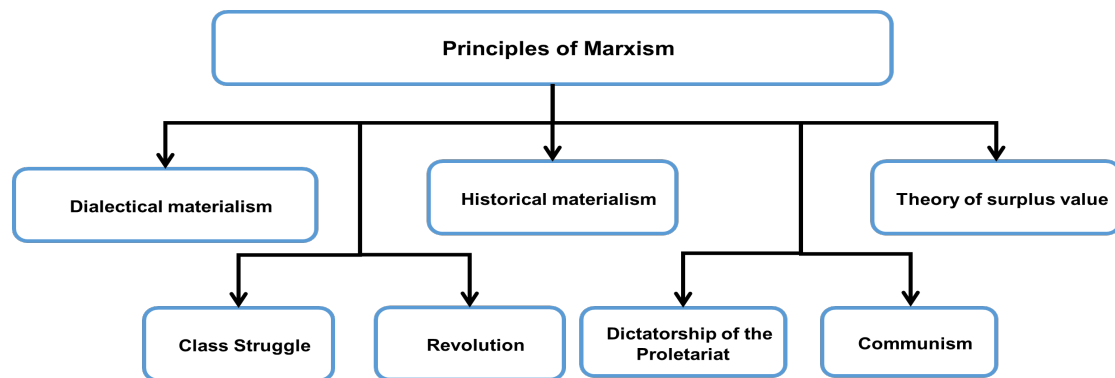 Principles of Marxism
Dialectical materialism
Historical materialism
Theory of surplus value
Class Struggle
Revolution
Dictatorship of the
Proletariat
Communism